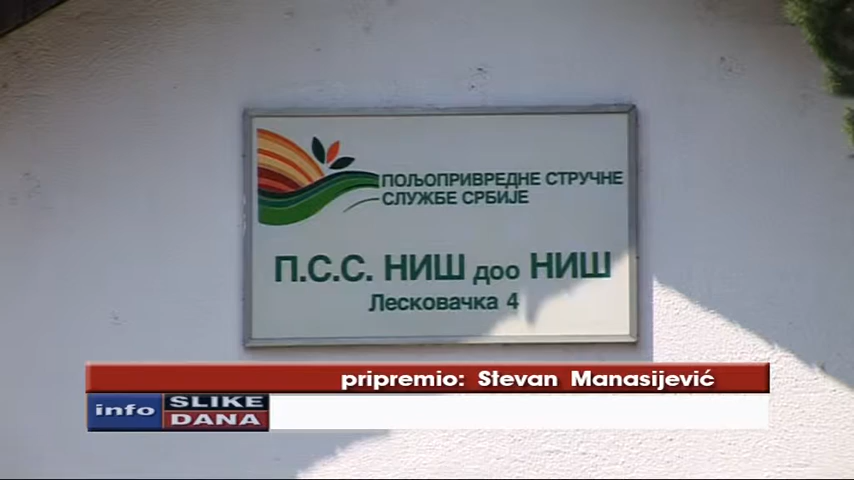 ПОЉОПРИВРЕДНЕ СТРУЧНЕ
СЛУЖБЕ СРБИЈЕ
П.С.С. НИШ доо НИШ
Лесковачка 4
pripremio: Stevan Manasijević
info SLIKE
DANA